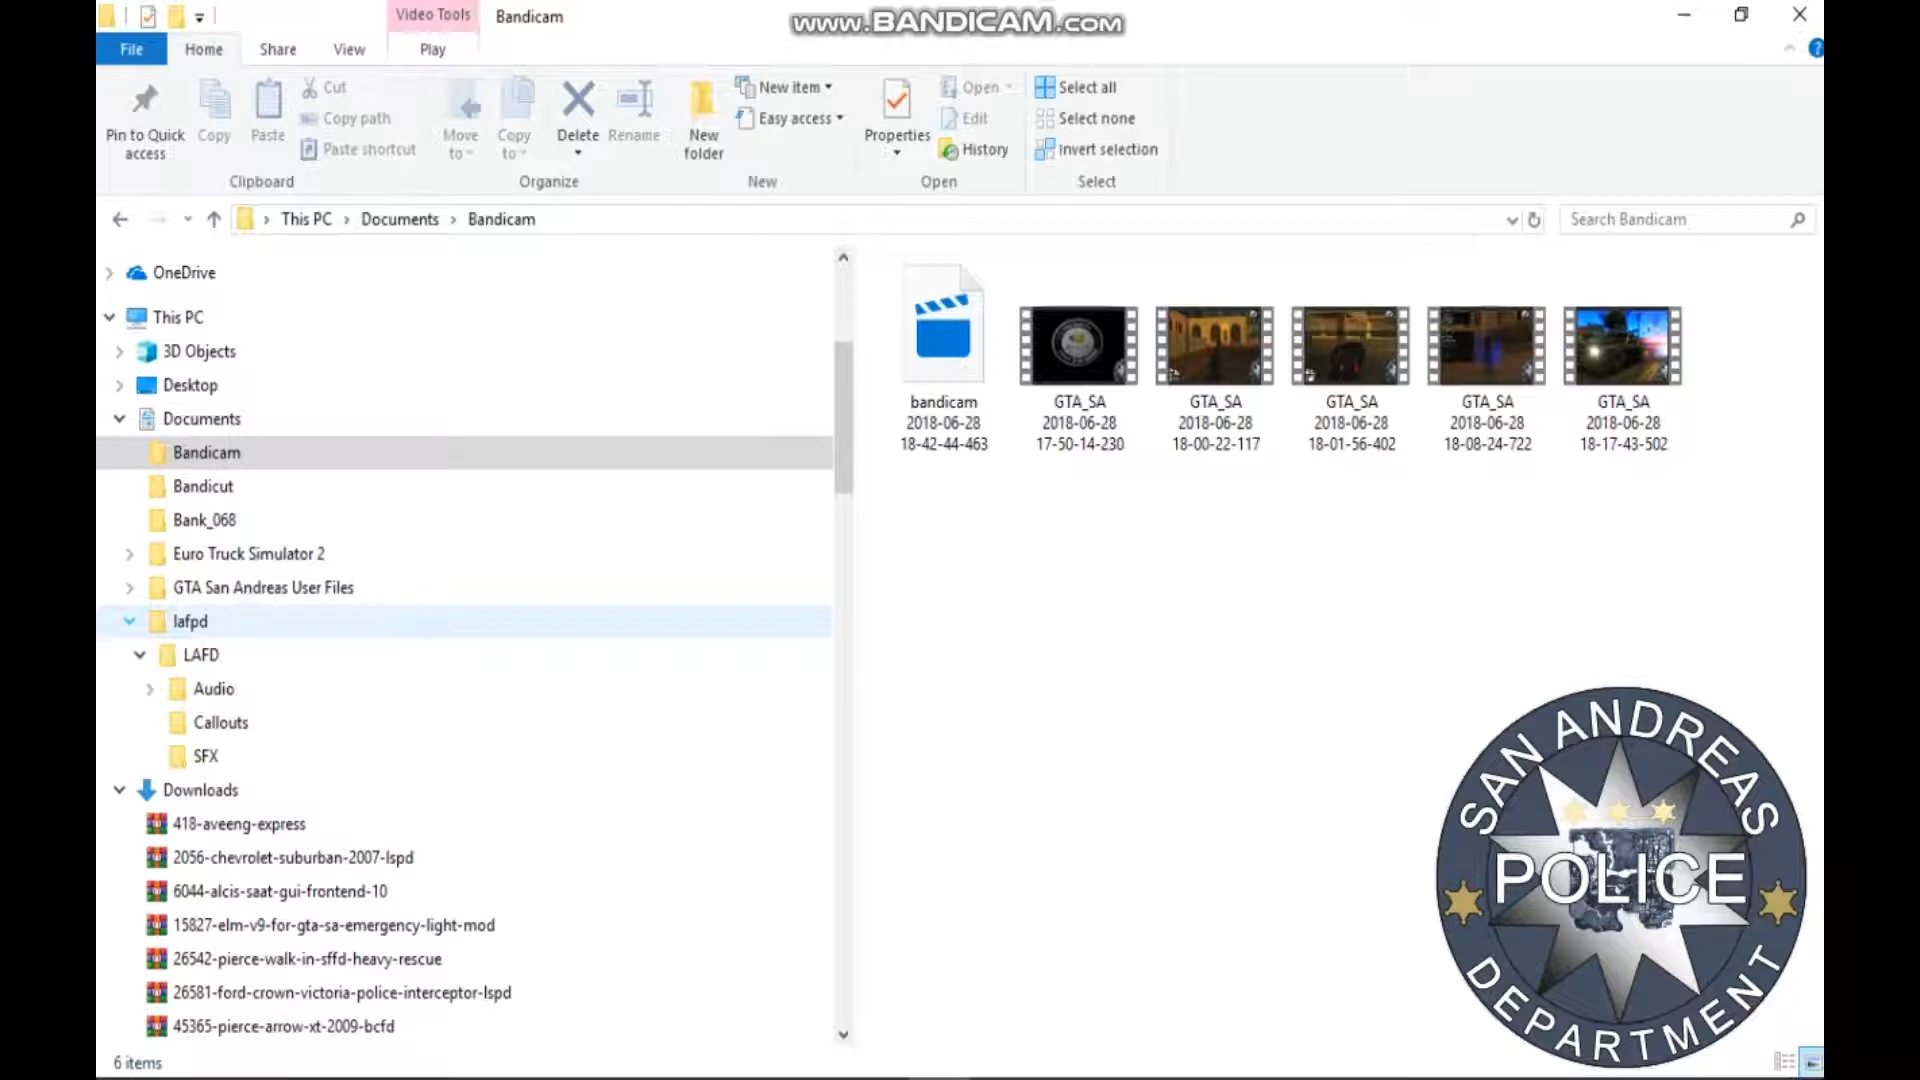 Video Tools
Bandicam
www.BANDICAM.com
File
Home
Share
View
Play
Pin to Quick access
Copy
Paste
Cut
Copy path
Paste shortcut
Clipboard
Move to
Copy to
Delete
Rename
Organize
New folder
New item
Easy access
New
Properties
Open
Edit
History
Open
Select all
Select none
Invert selection
Select
This PC > Documents > Bandicam
Search Bandicam
OneDrive
This PC
3D Objects
Desktop
Documents
Bandicam
Bandicut
Bank_068
Euro Truck Simulator 2
GTA San Andreas User Files
lafpd
LAFD
Audio
Callouts
SFX
Downloads
418-aveeng-express
2056-chevrolet-suburban-2007-lspd
6044-alcis-saat-gui-frontend-10
15827-elm-v9-for-gta-sa-emergency-light-mod
26542-pierce-walk-in-sffd-heavy-rescue
26581-ford-crown-victoria-police-interceptor-lspd
45365-pierce-arrow-xt-2009-bcfd
6 items
bandicam
2018-06-28
18-42-44-463
GTA_SA
2018-06-28
17-50-14-230
GTA_SA
2018-06-28
18-00-22-117
GTA_SA
2018-06-28
18-01-56-402
GTA_SA
2018-06-28
18-08-24-722
GTA_SA
2018-06-28
18-17-43-502
SAN ANDREAS
POLICE
DEPARTMENT